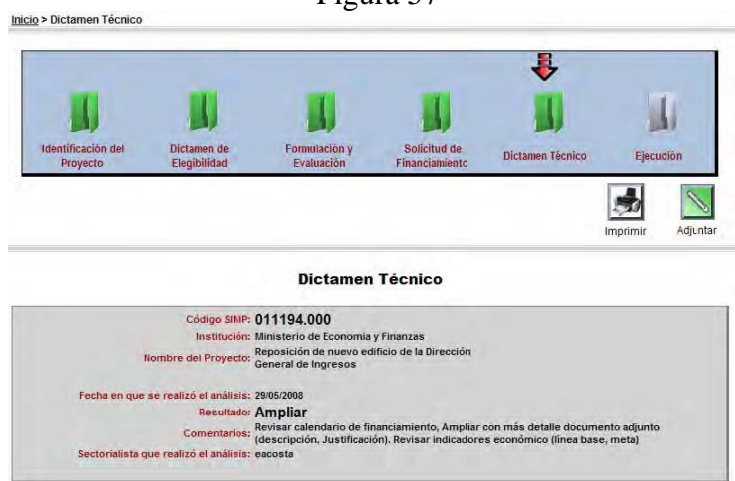 Figura 37
Inicio > Dictamen Técnico
Identificación del
Proyecto
Dictamen de
Elegibilidad
Formulación y
Evaluación
Solicitud de
Financiamiento
Dictamen Técnico
Ejecución
Imprimir
Adjuntar
Dictamen Técnico
Código SINIP: 011194.000
Institución: Ministerio de Economía y Finanzas
Nombre del Proyecto: Reposición de nuevo edificio de la Dirección
General de Ingresos
Fecha en que se realizó el análisis: 29/05/2008
Resultado: Ampliar
Comentarios: Revisar calendario de financiamiento, Ampliar con más detalle documento adjunto
(descripción, Justificación). Revisar indicadores económico (línea base, meta)
Sectorialista que realizó el análisis: eacosta